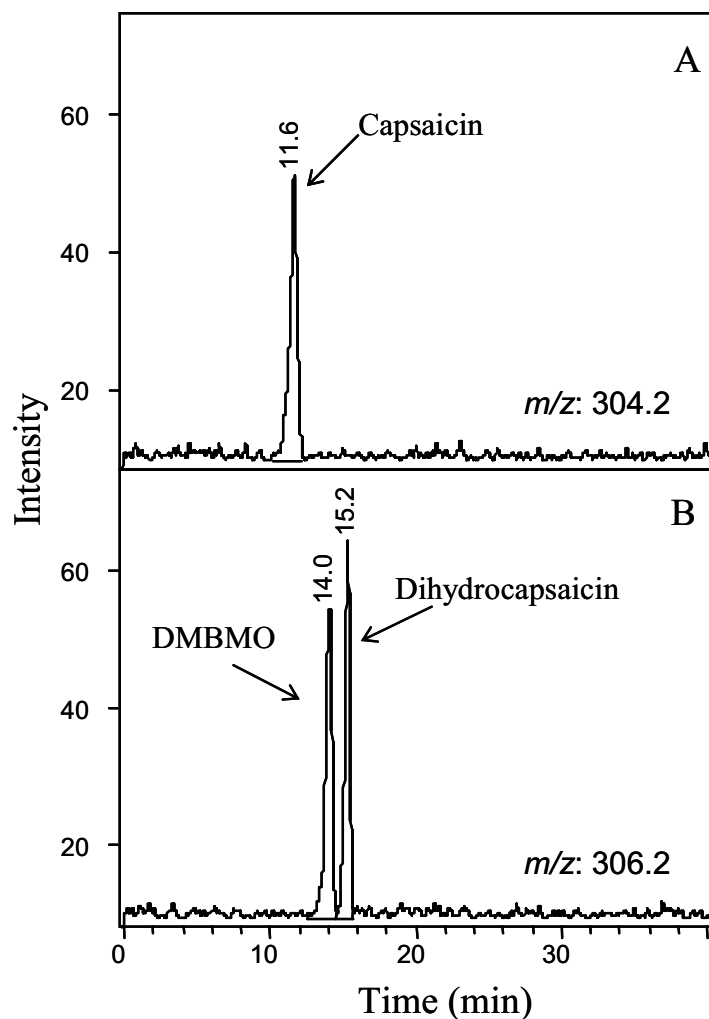 A
60
11.6
Capsaicin
40
20
m/z: 304.2
Intensity
B
15.2
60
14.0
Dihydrocapsaicin
DMBMO
40
20
m/z: 306.2
0 10 20 30
Time (min)